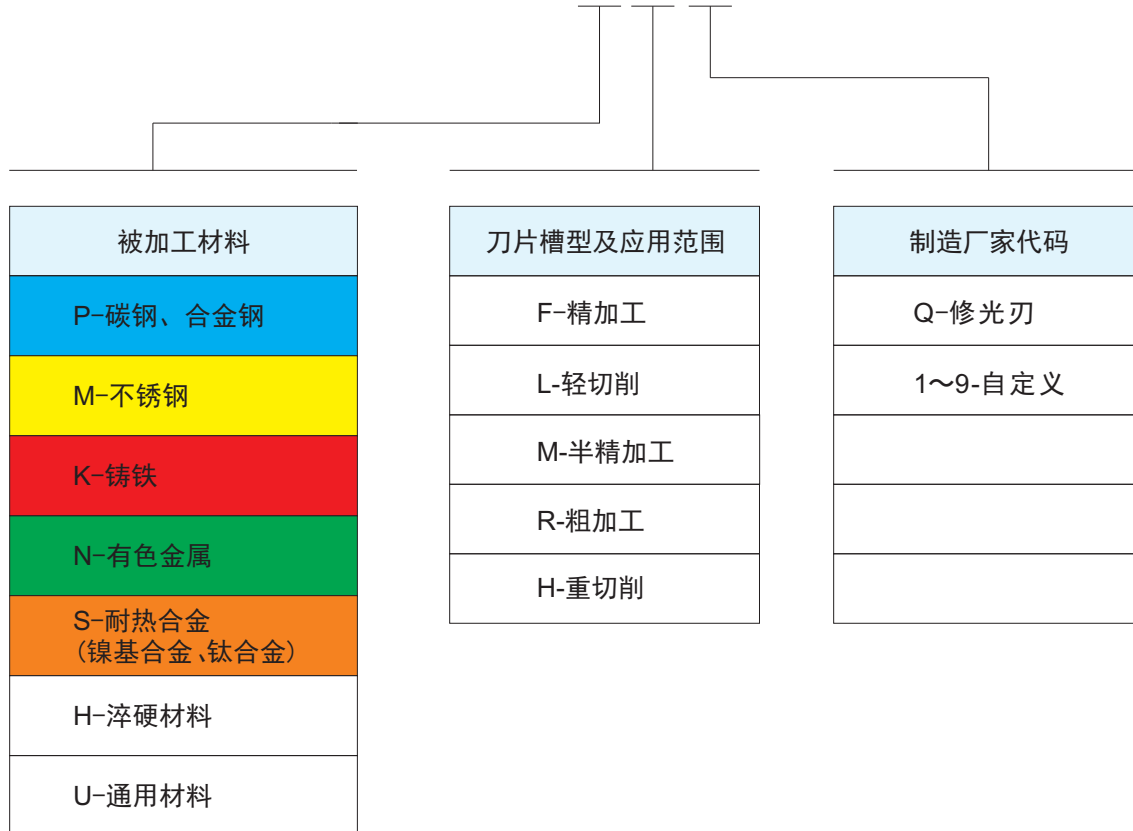 被加工材料
P-碳钢、合金钢
M-不锈钢
K-铸铁
N-有色金属
S-耐热合金
(镍基合金、钛合金)
H-淬硬材料
U-通用材料
刀片槽型及应用范围
F-精加工
L-轻切削
M-半精加工
R-粗加工
H-重切削
制造厂家代码
Q-修光刃
1～9-自定义